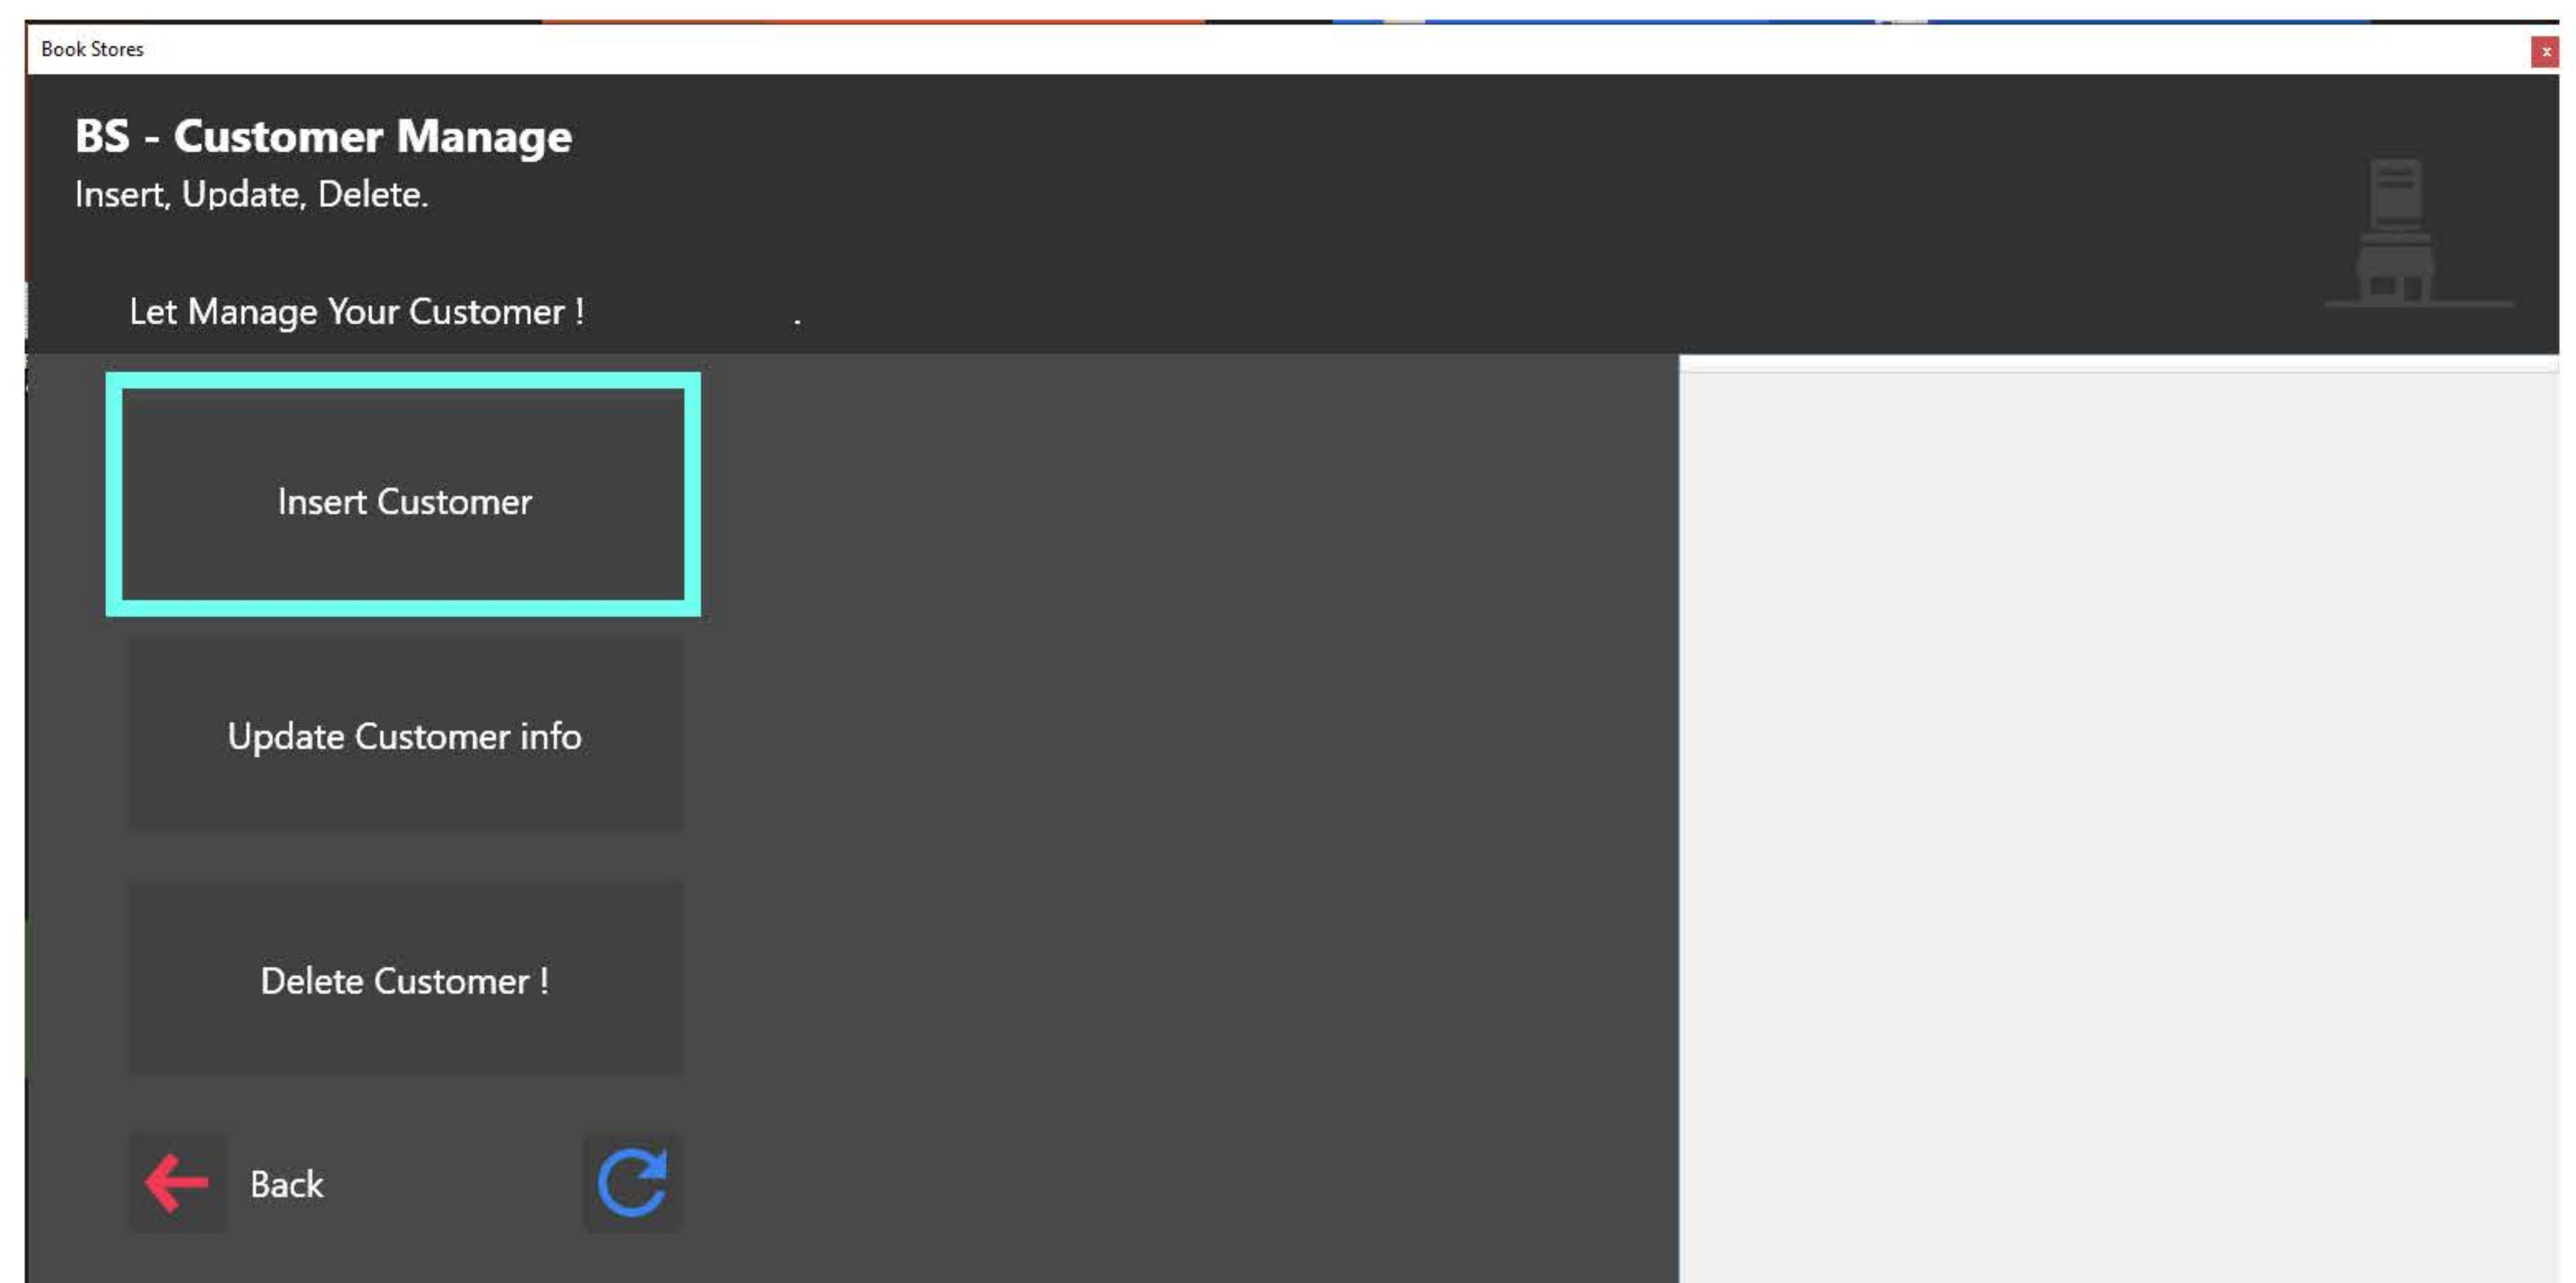 Book Stores
x
BS - Customer Manage
Insert, Update, Delete.
Let Manage Your Customer !
.
Insert Customer
Update Customer info
Delete Customer !
Back